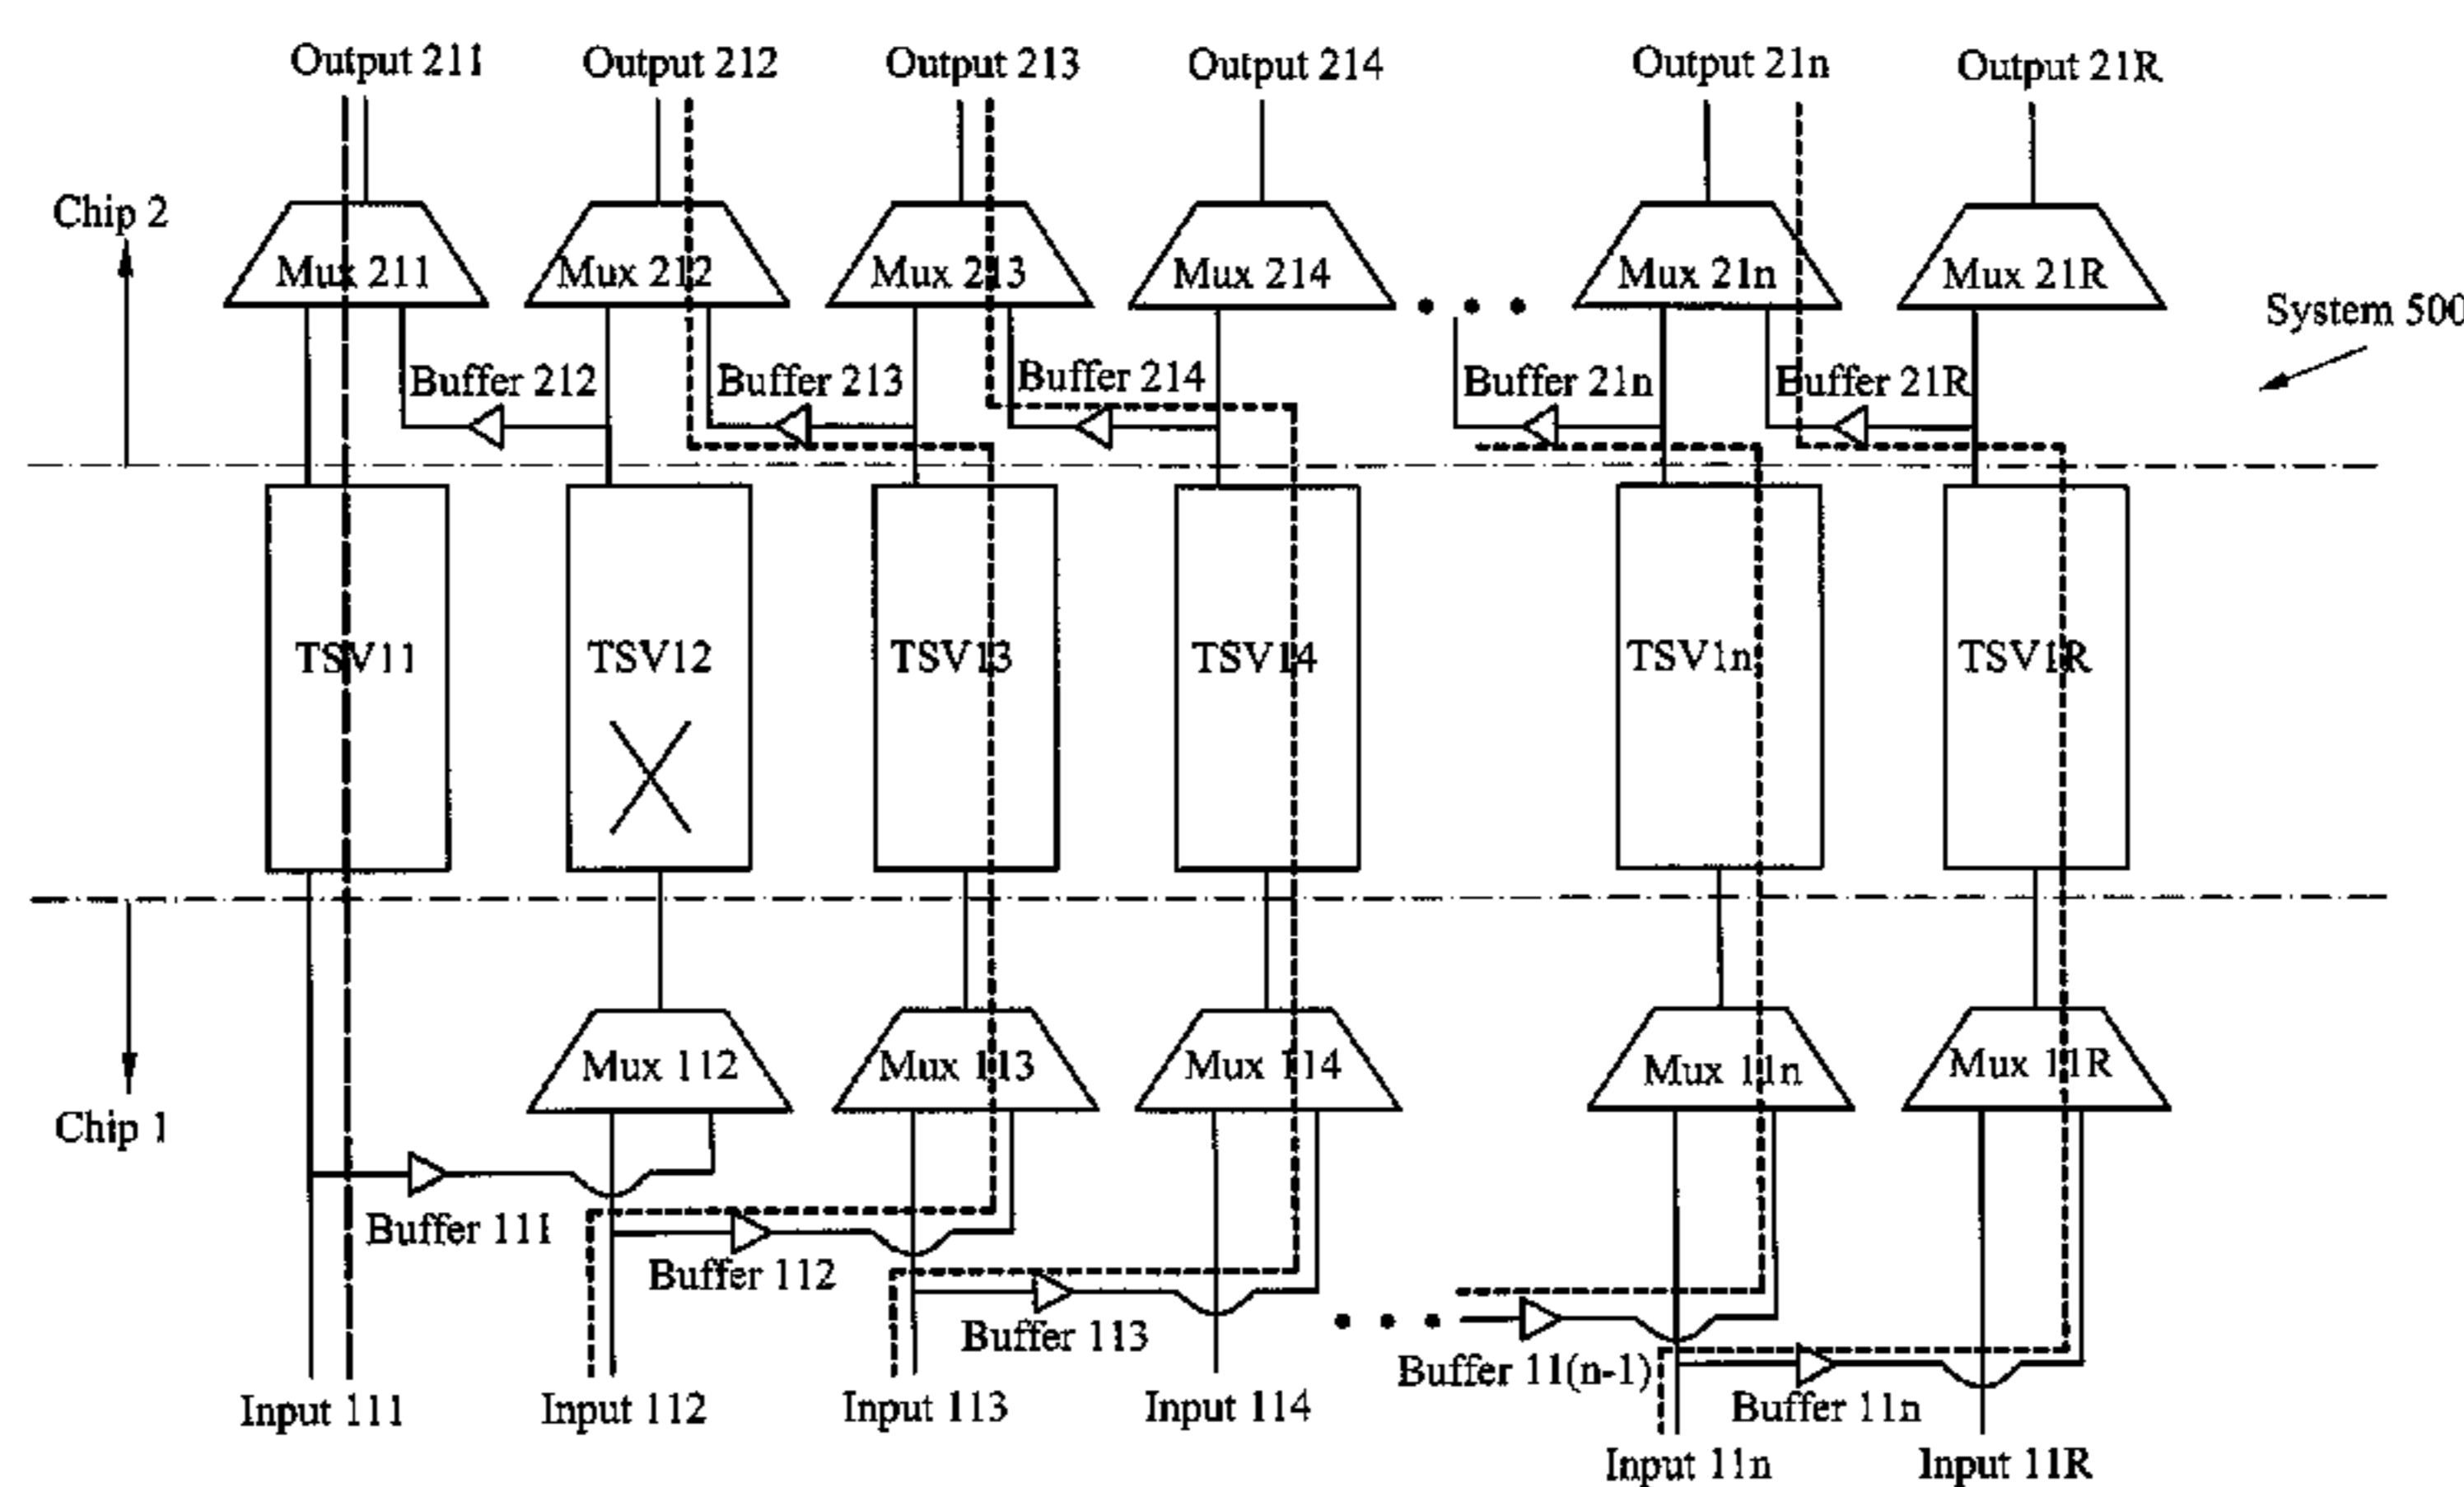 Output 211 Output 212 Output 213 Output 214 Output 21n Output 21R
Chip 2
Mux 211 Mux 212 Mux 213 Mux 214 Mux 21n Mux 21R
System 500
Buffer 212 Buffer 213 Buffer 214 Buffer 21n Buffer 21R
TSV11 TSV12 TSV13 TSV14 TSV1n TSV1R
Mux 112 Mux 113 Mux 114 Mux 11n Mux 11R
Chip 1
Buffer 111
Buffer 112
Buffer 113
Buffer 11(n-1)
Buffer 11n
Input 111 Input 112 Input 113 Input 114
Input 11n Input 11R